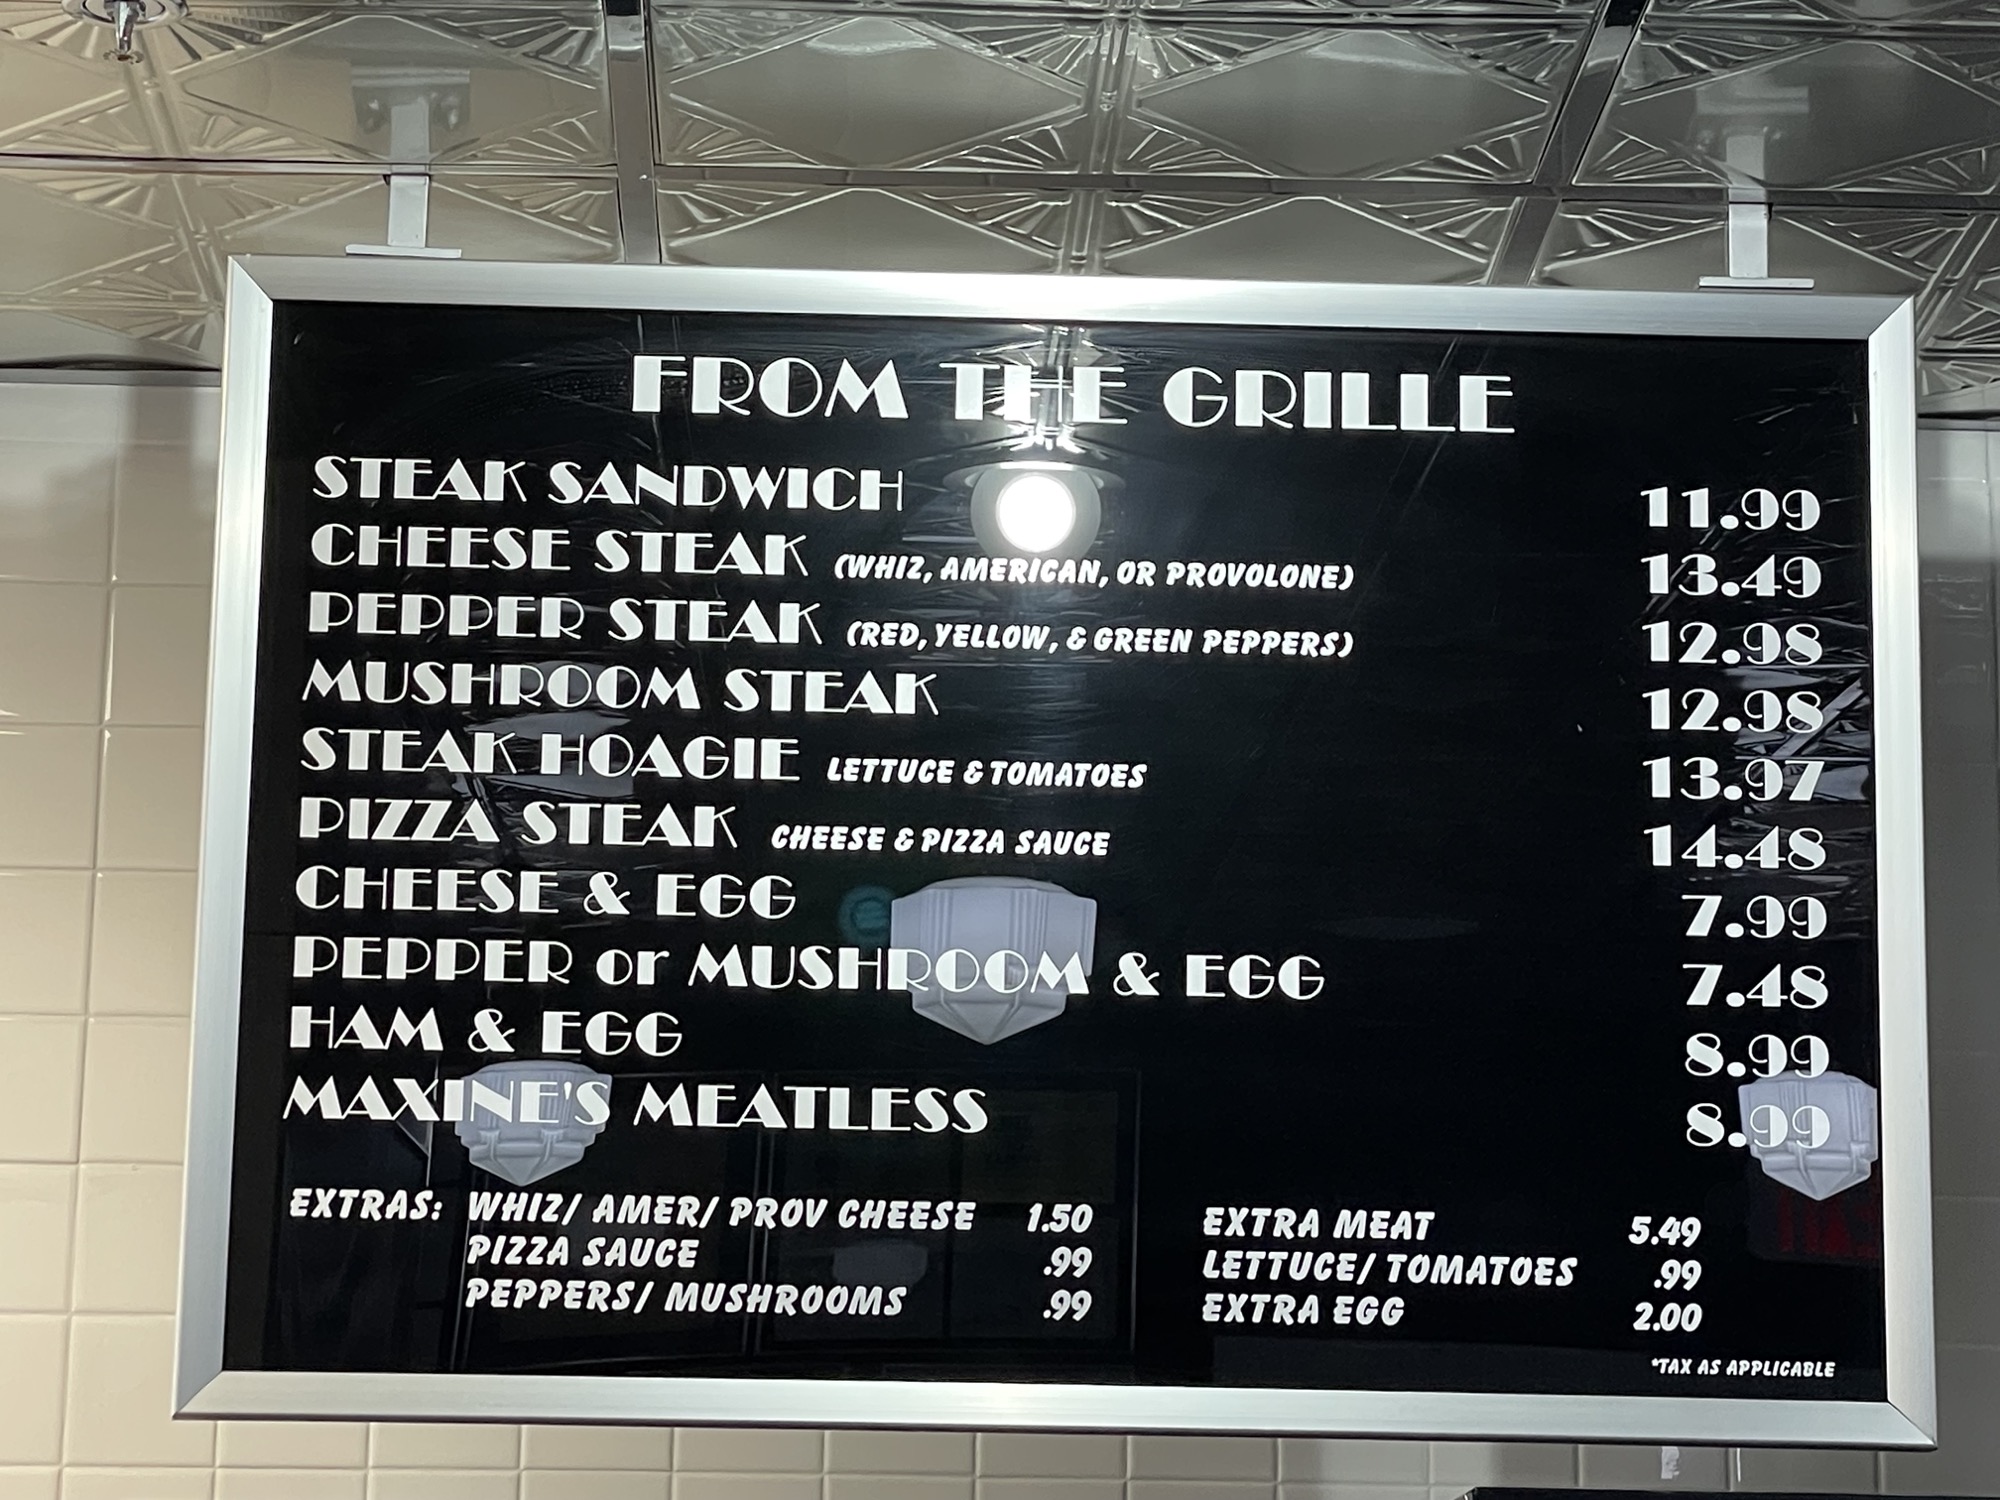 FROM THE GRILLE
STEAK SANDWICH 11.99
CHEESE STEAK (WHIZ, AMERICAN, OR PROVOLONE) 13.49
PEPPER STEAK (RED, YELLOW, & GREEN PEPPERS) 12.98
MUSHROOM STEAK 12.98
STEAK HOAGIE LETTUCE & TOMATOES 13.97
PIZZA STEAK CHEESE & PIZZA SAUCE 14.48
CHEESE & EGG 7.99
PEPPER or MUSHROOM & EGG 7.48
HAM & EGG 8.99
MAXINE'S MEATLESS 8.99
EXTRAS: WHIZ/ AMER/ PROV CHEESE 1.50 EXTRA MEAT 5.49
PIZZA SAUCE .99 LETTUCE/ TOMATOES .99
PEPPERS/ MUSHROOMS .99 EXTRA EGG 2.00
*TAX AS APPLICABLE